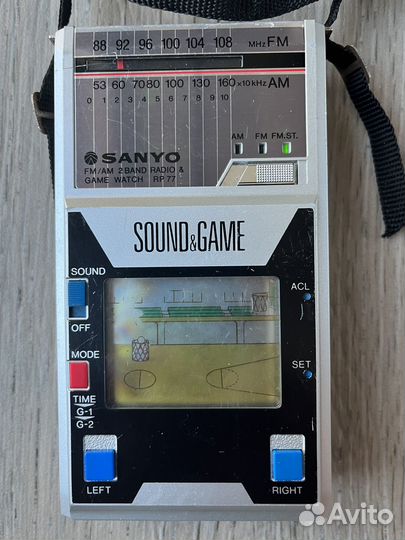 88 92 96 100 104 108 MHz FM
53 60 70 80 100 130 160 ×10kHz AM
0 1 2 3 4 5 6 7 8 9 10
AM FM FM.ST.
SANYO
FM/AM 2 BAND RADIO &
GAME WATCH RP 77
SOUND&GAME
SOUND
OFF
ACL
MODE
SET
TIME
G-1
G-2
LEFT
RIGHT
Avito